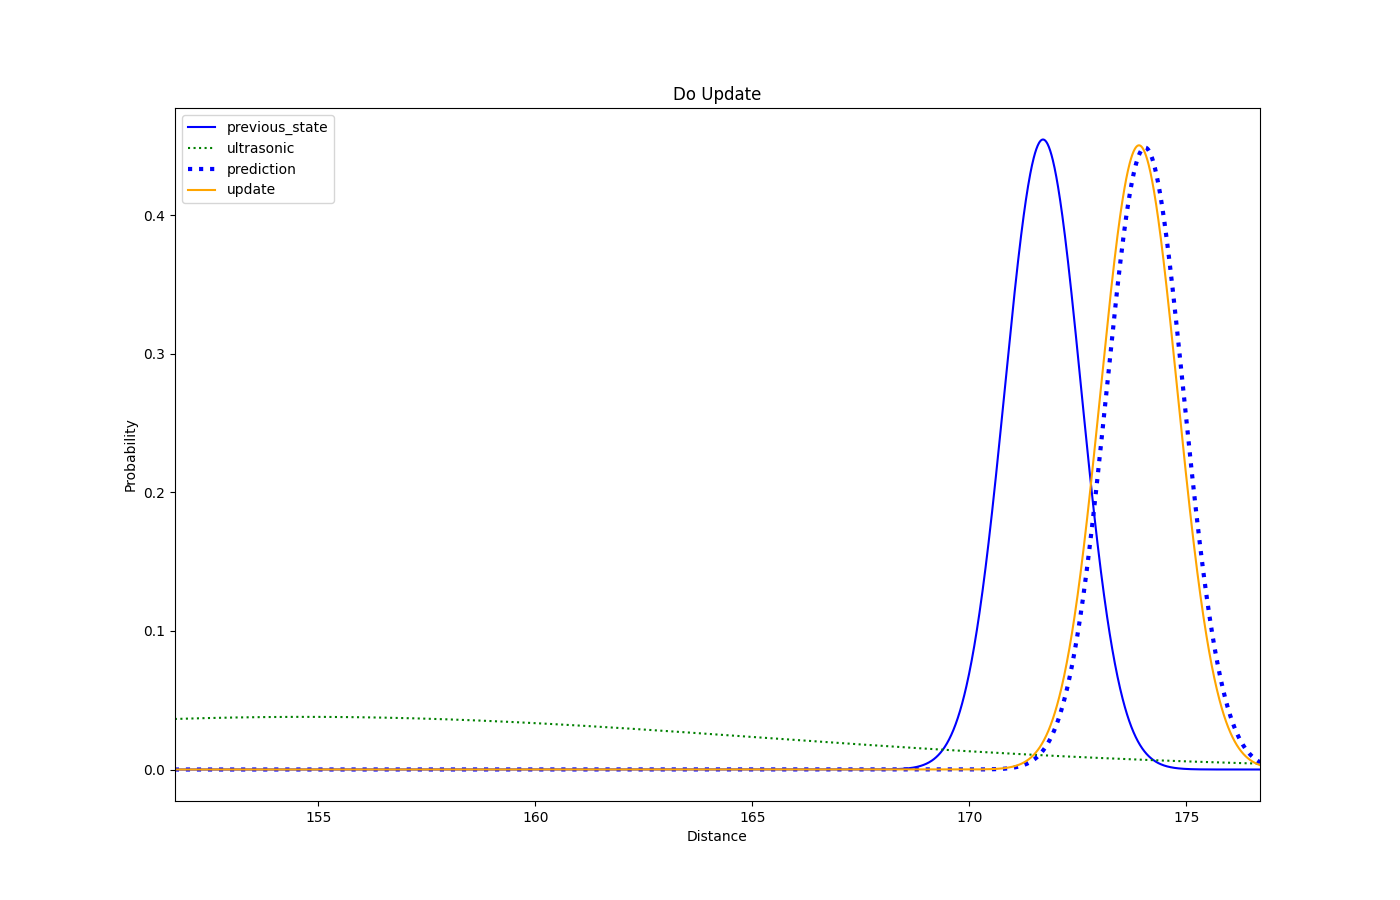 Do Update
previous_state
ultrasonic
prediction
update
Probability
0.4
0.3
0.2
0.1
0.0
155 160 165 170 175
Distance